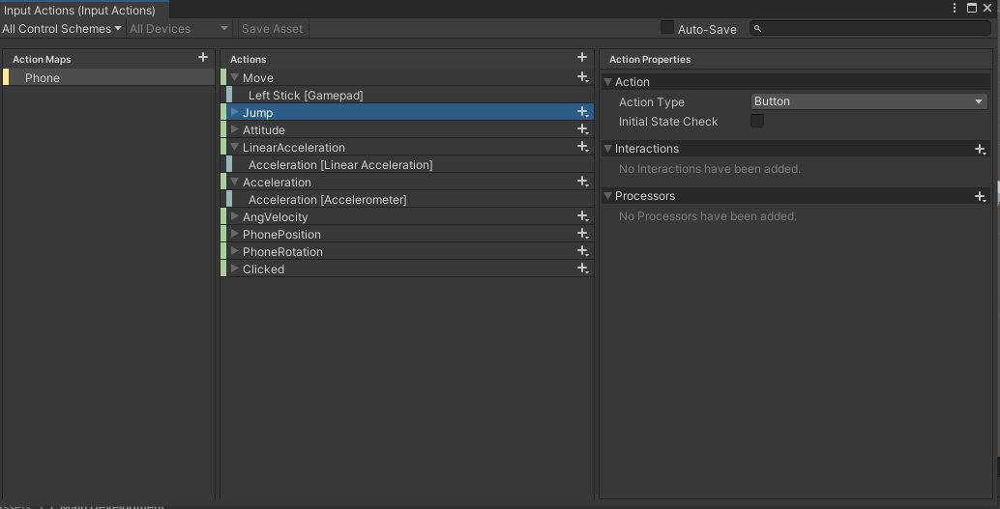 Input Actions (Input Actions)
All Control Schemes All Devices Save Asset Auto-Save
Action Maps
Phone
Actions
Move
Left Stick [Gamepad]
Jump
Attitude
LinearAcceleration
Acceleration [Linear Acceleration]
Acceleration
Acceleration [Accelerometer]
AngVelocity
PhonePosition
PhoneRotation
Clicked
Action Properties
Action
Action Type Button
Initial State Check
Interactions
No Interactions have been added.
Processors
No Processors have been added.